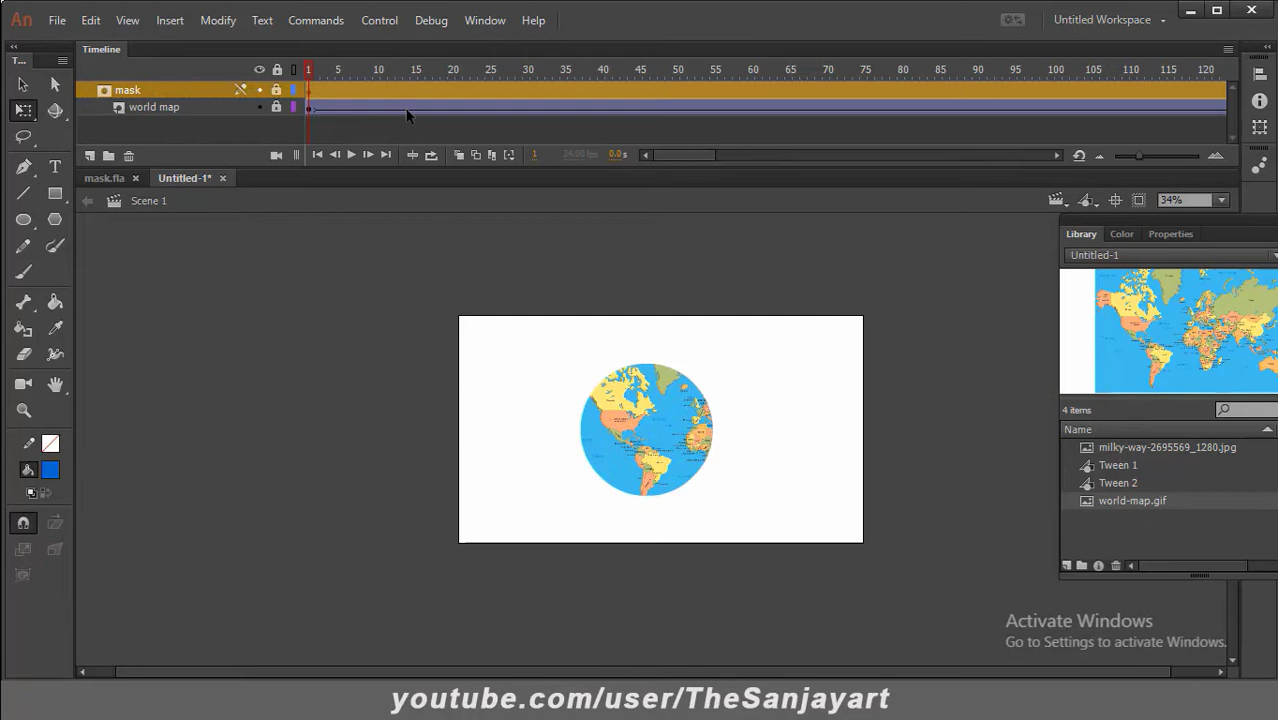 An File Edit View Insert Modify Text Commands Control Debug Window Help Untitled Workspace
T... Timeline
1 5 10 15 20 25 30 35 40 45 50 55 60 65 70 75 80 85 90 95 100 105 110 115 120
mask
world map
1 24.00 fps 0.0 s
mask.fla × Untitled-1* ×
Scene 1 34%
Library Color Properties
Untitled-1
4 items
Name
milky-way-2695569_1280.jpg
Tween 1
Tween 2
world-map.gif
Activate Windows
Go to Settings to activate Windows.
youtube.com/user/TheSanjayart